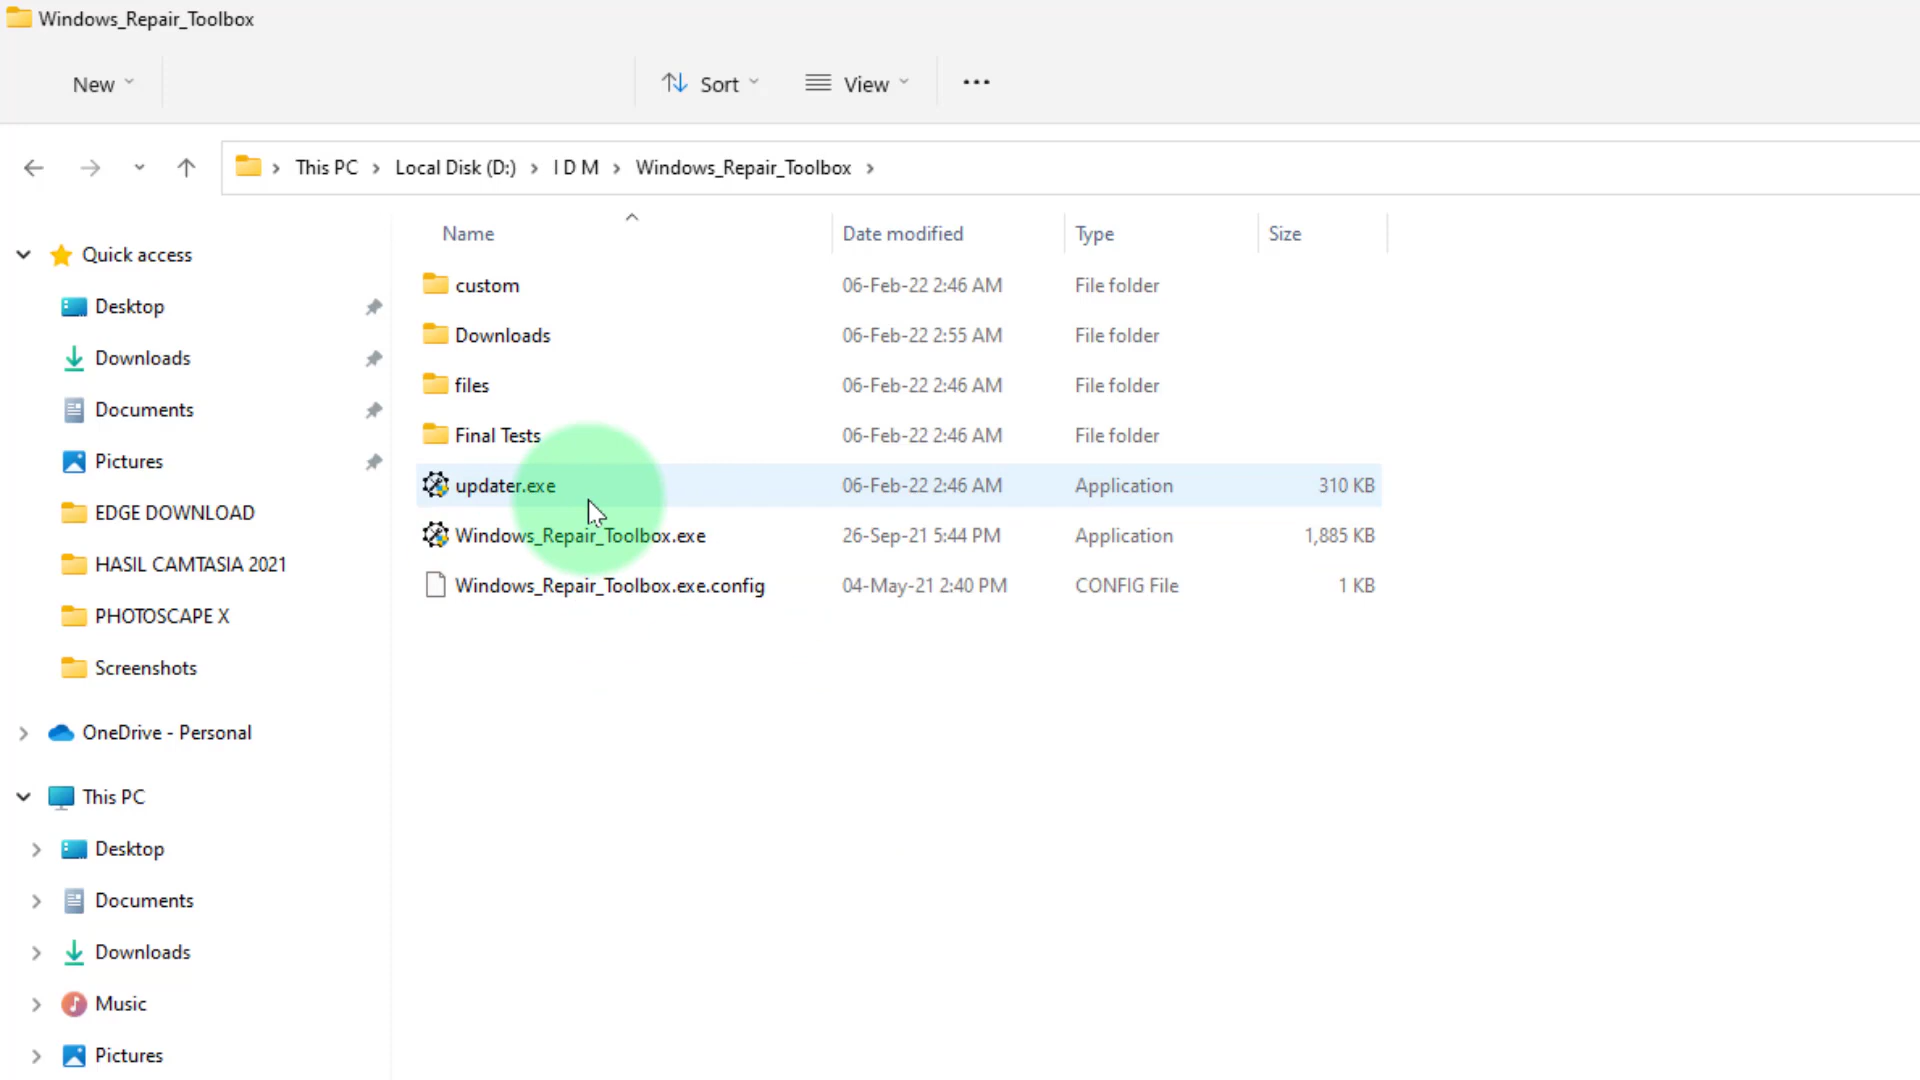 Windows_Repair_Toolbox
New
Sort
View
This PC
Local Disk (D:)
I D M
Windows_Repair_Toolbox
Name
Date modified
Type
Size
Quick access
Desktop
Downloads
Documents
Pictures
EDGE DOWNLOAD
HASIL CAMTASIA 2021
PHOTOSCAPE X
Screenshots
OneDrive - Personal
This PC
Desktop
Documents
Downloads
Music
Pictures
custom 06-Feb-22 2:46 AM File folder
Downloads 06-Feb-22 2:55 AM File folder
files 06-Feb-22 2:46 AM File folder
Final Tests 06-Feb-22 2:46 AM File folder
updater.exe 06-Feb-22 2:46 AM Application 310 KB
Windows_Repair_Toolbox.exe 26-Sep-21 5:44 PM Application 1,885 KB
Windows_Repair_Toolbox.exe.config 04-May-21 2:40 PM CONFIG File 1 KB